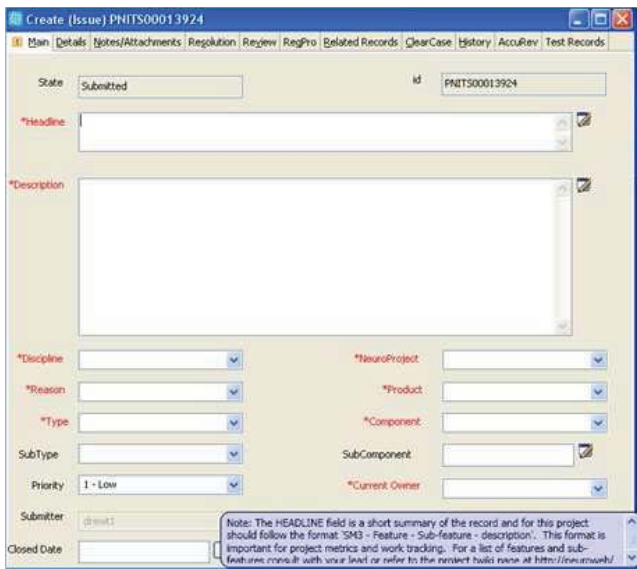 Create (Issue) PNITS00013924
Main Details Notes/Attachments Resolution Review RegPro Related Records ClearCase History AccuRev Test Records
State Submitted id PNITS00013924
*Headline
*Description
*Discipline *NeuroProject
*Reason *Product
*Type *Component
SubType SubComponent
Priority 1 - Low *Current Owner
Submitter
Closed Date
Note: The HEADLINE field is a short summary of the record and for this project
should follow the format 'SM3 - Feature - Sub-feature - description'. This format is
important for project metrics and work tracking. For a list of features and sub-
features consult with your lead or refer to the project twiki page at http://neuroweb/